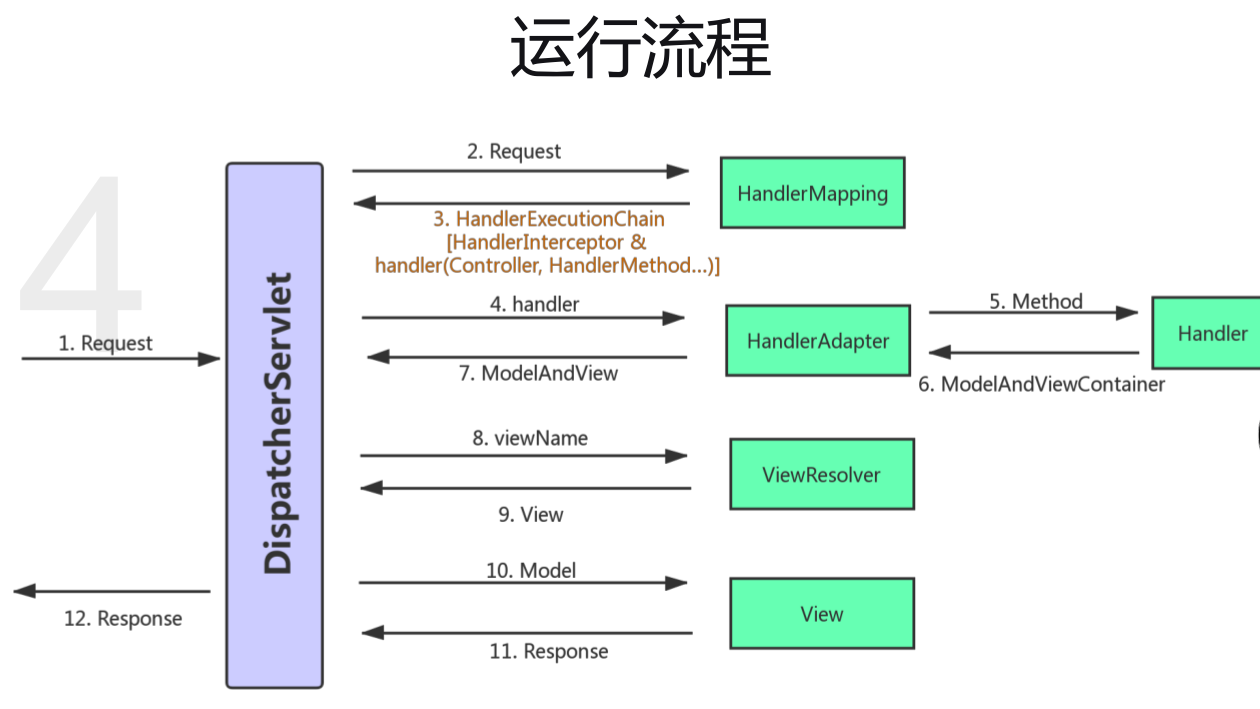 运行流程
4
2. Request
HandlerMapping
3. HandlerExecutionChain
[HandlerInterceptor &
handler(Controller, HandlerMethod...)]
DispatcherServlet
1. Request
4. handler
HandlerAdapter
5. Method
Handler
6. ModelAndViewContainer
7. ModelAndView
8. viewName
ViewResolver
9. View
10. Model
View
11. Response
12. Response